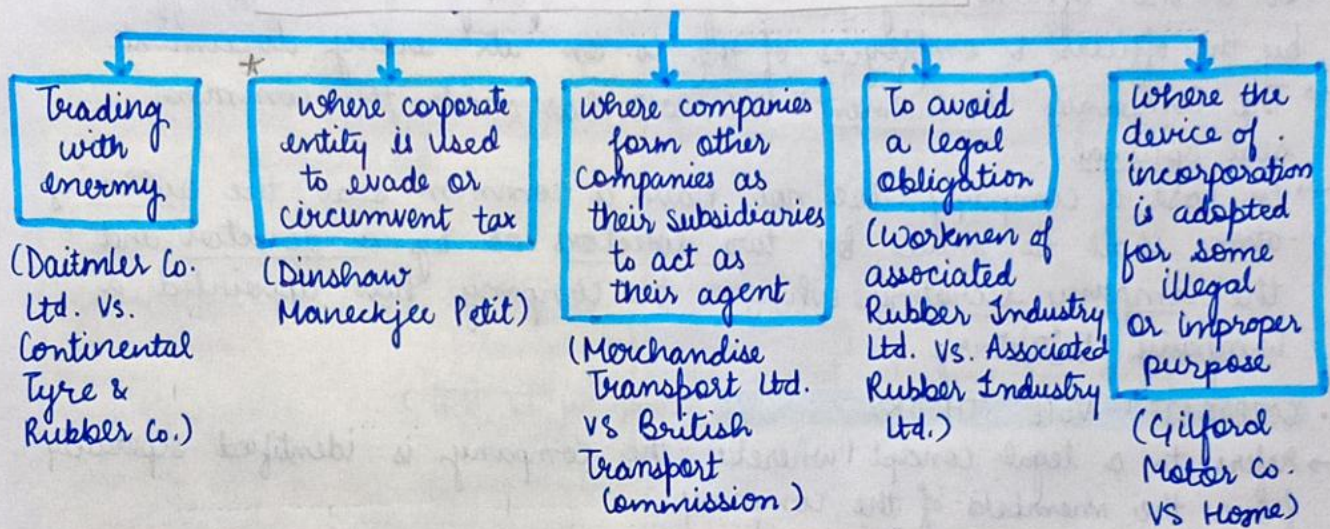 Trading
with
enermy
(Daitmler Co.
Ltd. Vs.
Continental
Tyre &
Rubber Co.)
*
where corporate
entity is used
to evade or
circumvent tax
(Dinshaw
Maneckjee Petit)
Where companies
form other
companies as
their subsidiaries
to act as
their agent
(Merchandise
Transport Ltd.
VS British
Transport
Commission)
To avoid
a legal
obligation
(Workmen of
associated
Rubber Industry
Ltd. VS. Associated
Rubber Industry
Ltd.)
Where the
device of
incorporation
is adopted
for some
illegal
or improper
purpose
(Gilford
Motor Co.
VS Home)